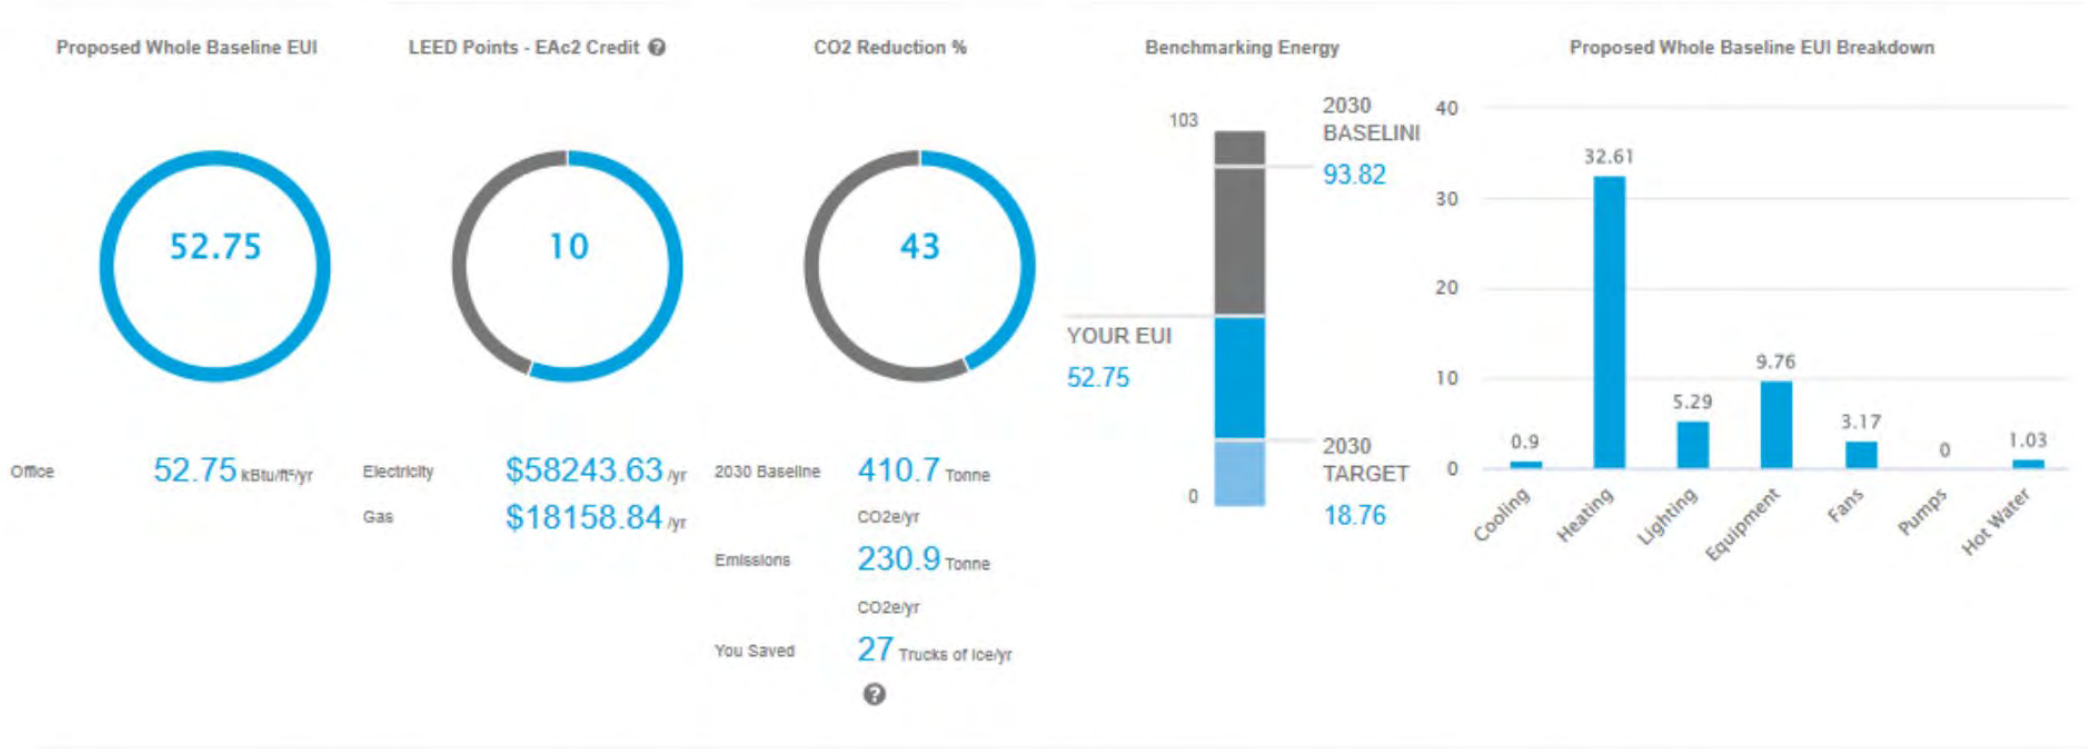 Proposed Whole Baseline EUI
52.75
Office 52.75 kBtu/ft²/yr
LEED Points - EAc2 Credit ?
10
Electricity $58243.63 /yr
Gas $18158.84 /yr
CO2 Reduction %
43
2030 Baseline 410.7 Tonne
CO2e/yr
Emissions 230.9 Tonne
CO2e/yr
You Saved 27 Trucks of Ice/yr
?
Benchmarking Energy
103
2030
BASELINI
93.82
YOUR EUI
52.75
2030
TARGET
18.76
0
Proposed Whole Baseline EUI Breakdown
40
30
20
10
0
0.9
32.61
5.29
9.76
3.17
0
1.03
Cooling
Heating
Lighting
Equipment
Fans
Pumps
Hot Water